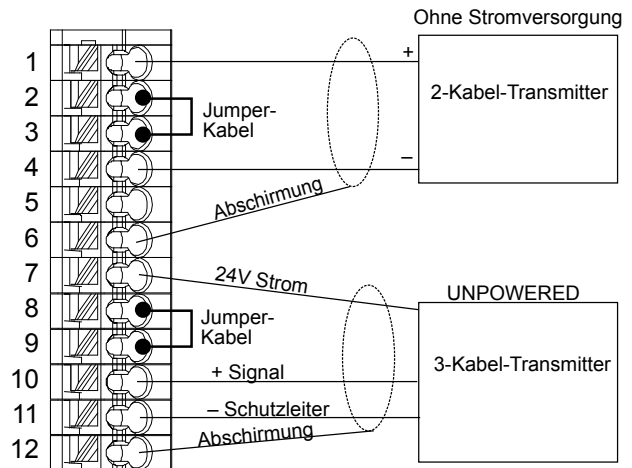 Ohne Stromversorgung
1
+
2-Kabel-Transmitter
2
Jumper-
Kabel
3
4
–
5
Abschirmung
6
7
24V Strom
UNPOWERED
8
Jumper-
Kabel
9
3-Kabel-Transmitter
10
+ Signal
11
– Schutzleiter
Abschirmung
12